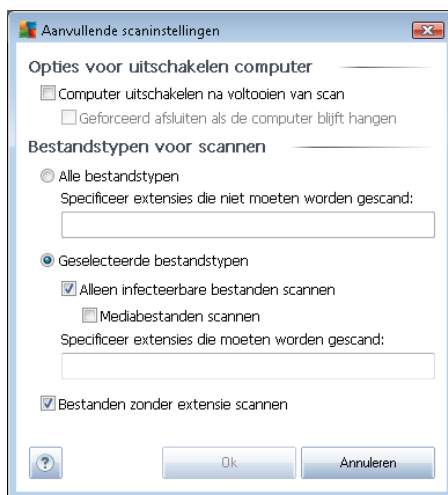 Aanvullende scaninstellingen
Opties voor uitschakelen computer
Computer uitschakelen na voltooien van scan
Geforceerd afsluiten als de computer blijft hangen
Bestandstypen voor scannen
Alle bestandstypen
Specificeer extensies die niet moeten worden gescand:
Geselecteerde bestandstypen
Alleen infecteerbare bestanden scannen
Mediabestanden scannen
Specificeer extensies die moeten worden gescand:
Bestanden zonder extensie scannen
? Ok Annuleren